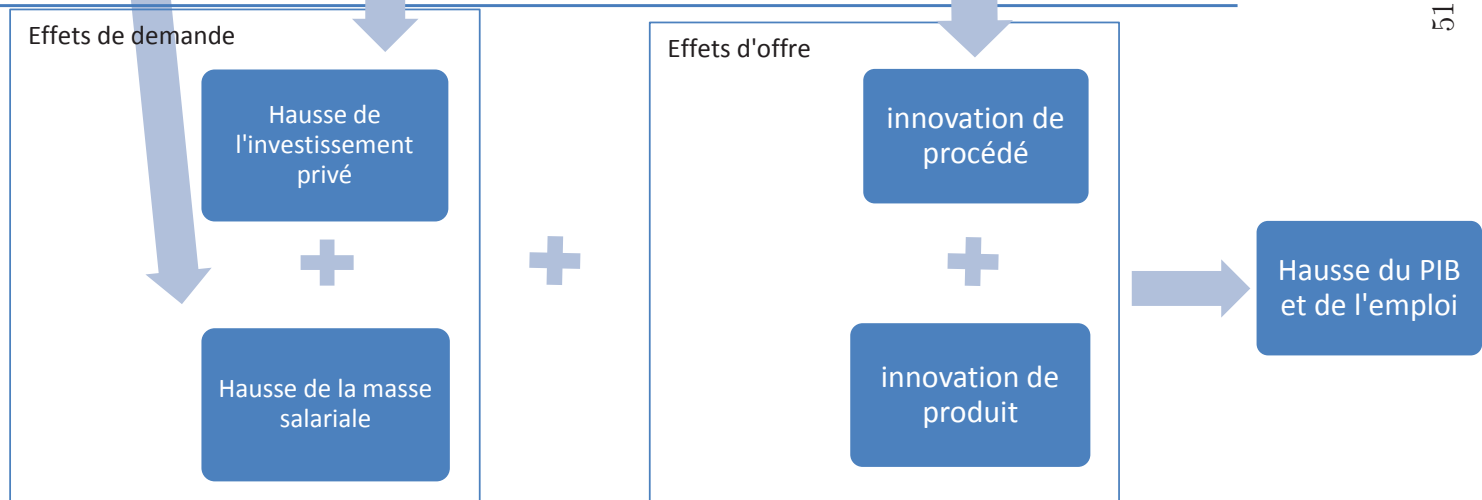 51
Effets de demande
Hausse de
l'investissement
privé
Hausse de la masse
salariale
Effets d'offre
innovation de
procédé
innovation de
produit
Hausse du PIB
et de l'emploi